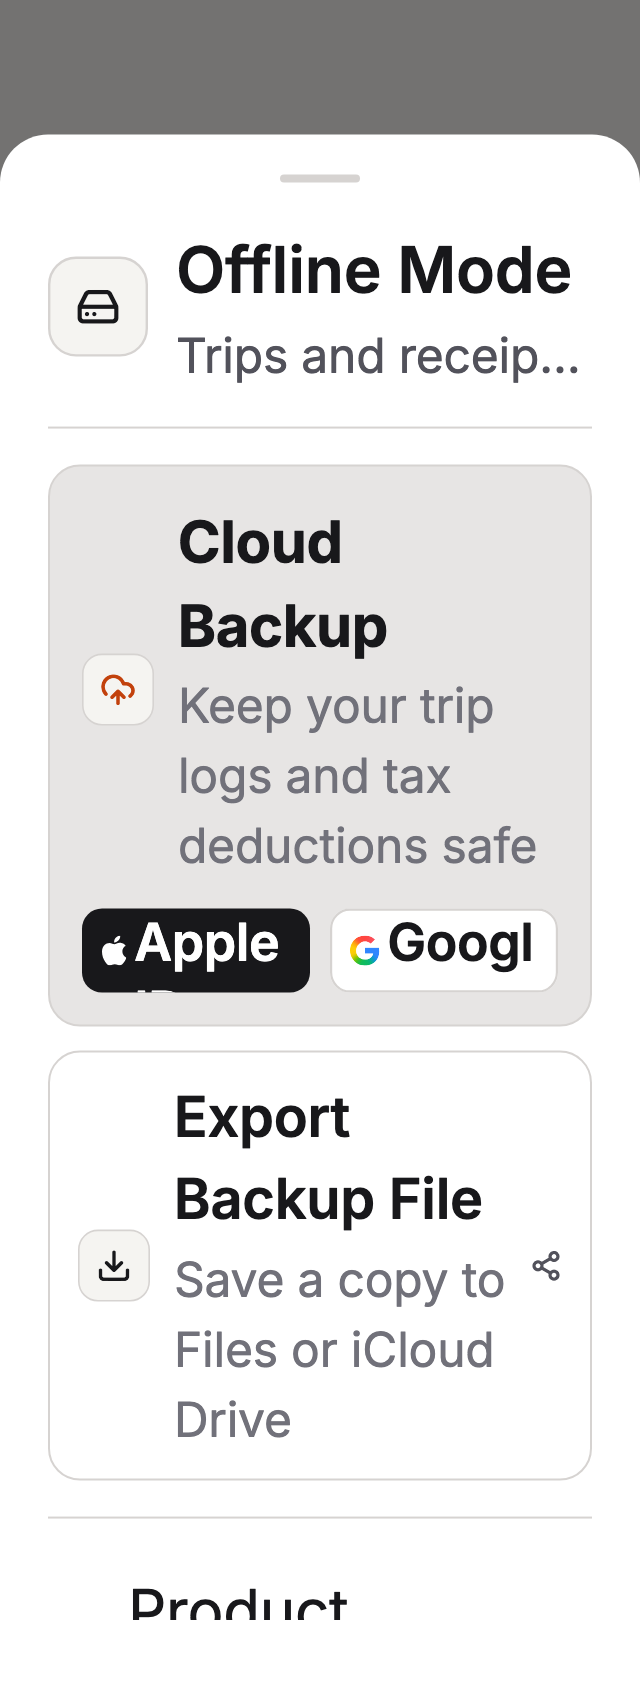 Offline Mode
Trips and receip...
Cloud
Backup
Keep your trip
logs and tax
deductions safe
Apple
Googl
Export
Backup File
Save a copy to
Files or iCloud
Drive
Product